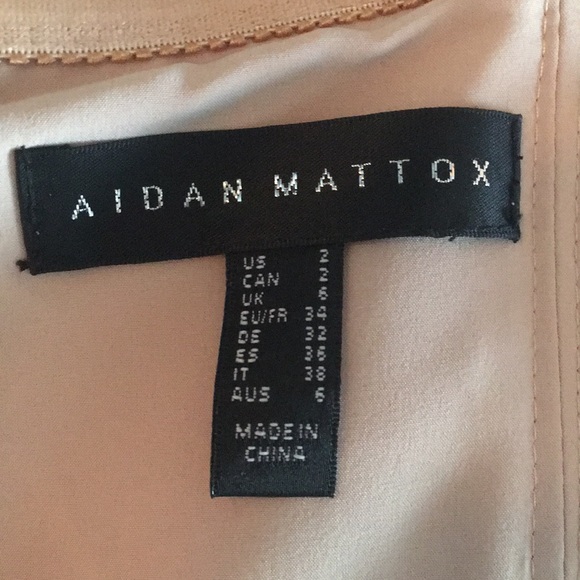 AIDAN MATTOX
US 2
CAN 2
UK 6
EU/FR 34
DE 32
ES 36
IT 38
AUS 6
MADE IN
CHINA